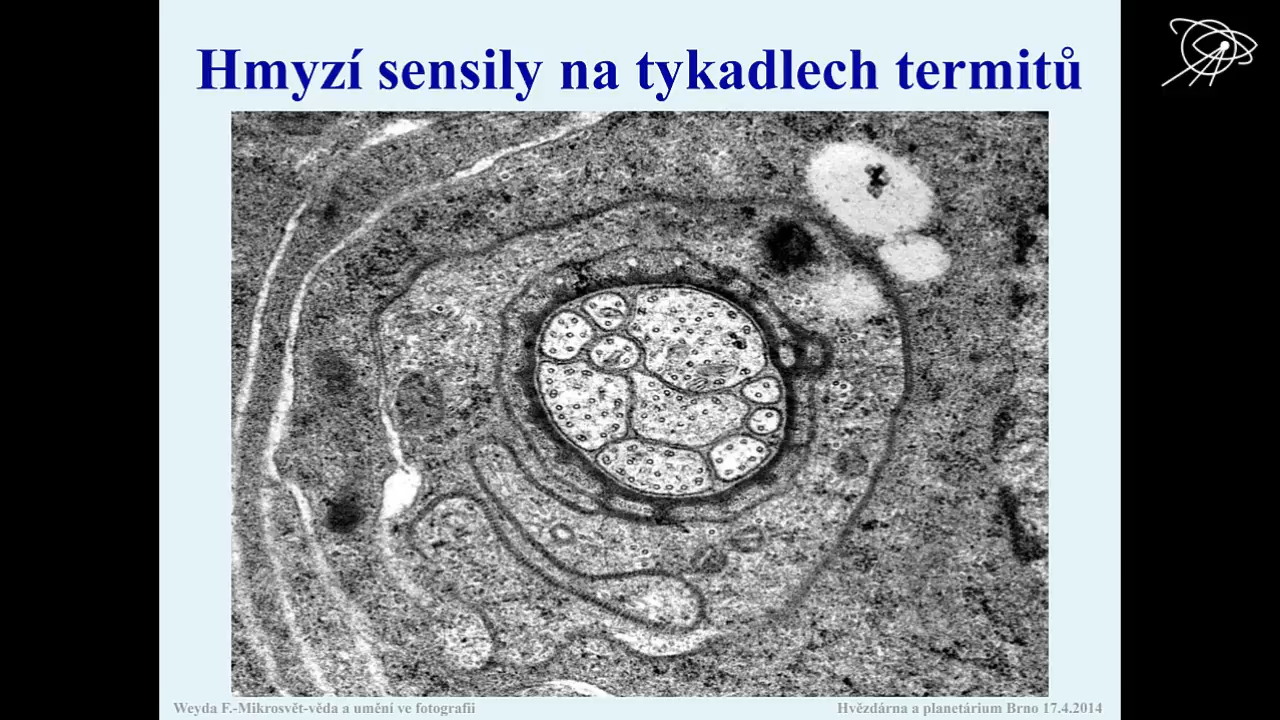 Hmyzí sensily na tykadlech termitů
Weyda F.-Mikrosvět-věda a umění ve fotografii
Hvězdárna a planetárium Brno 17.4.2014